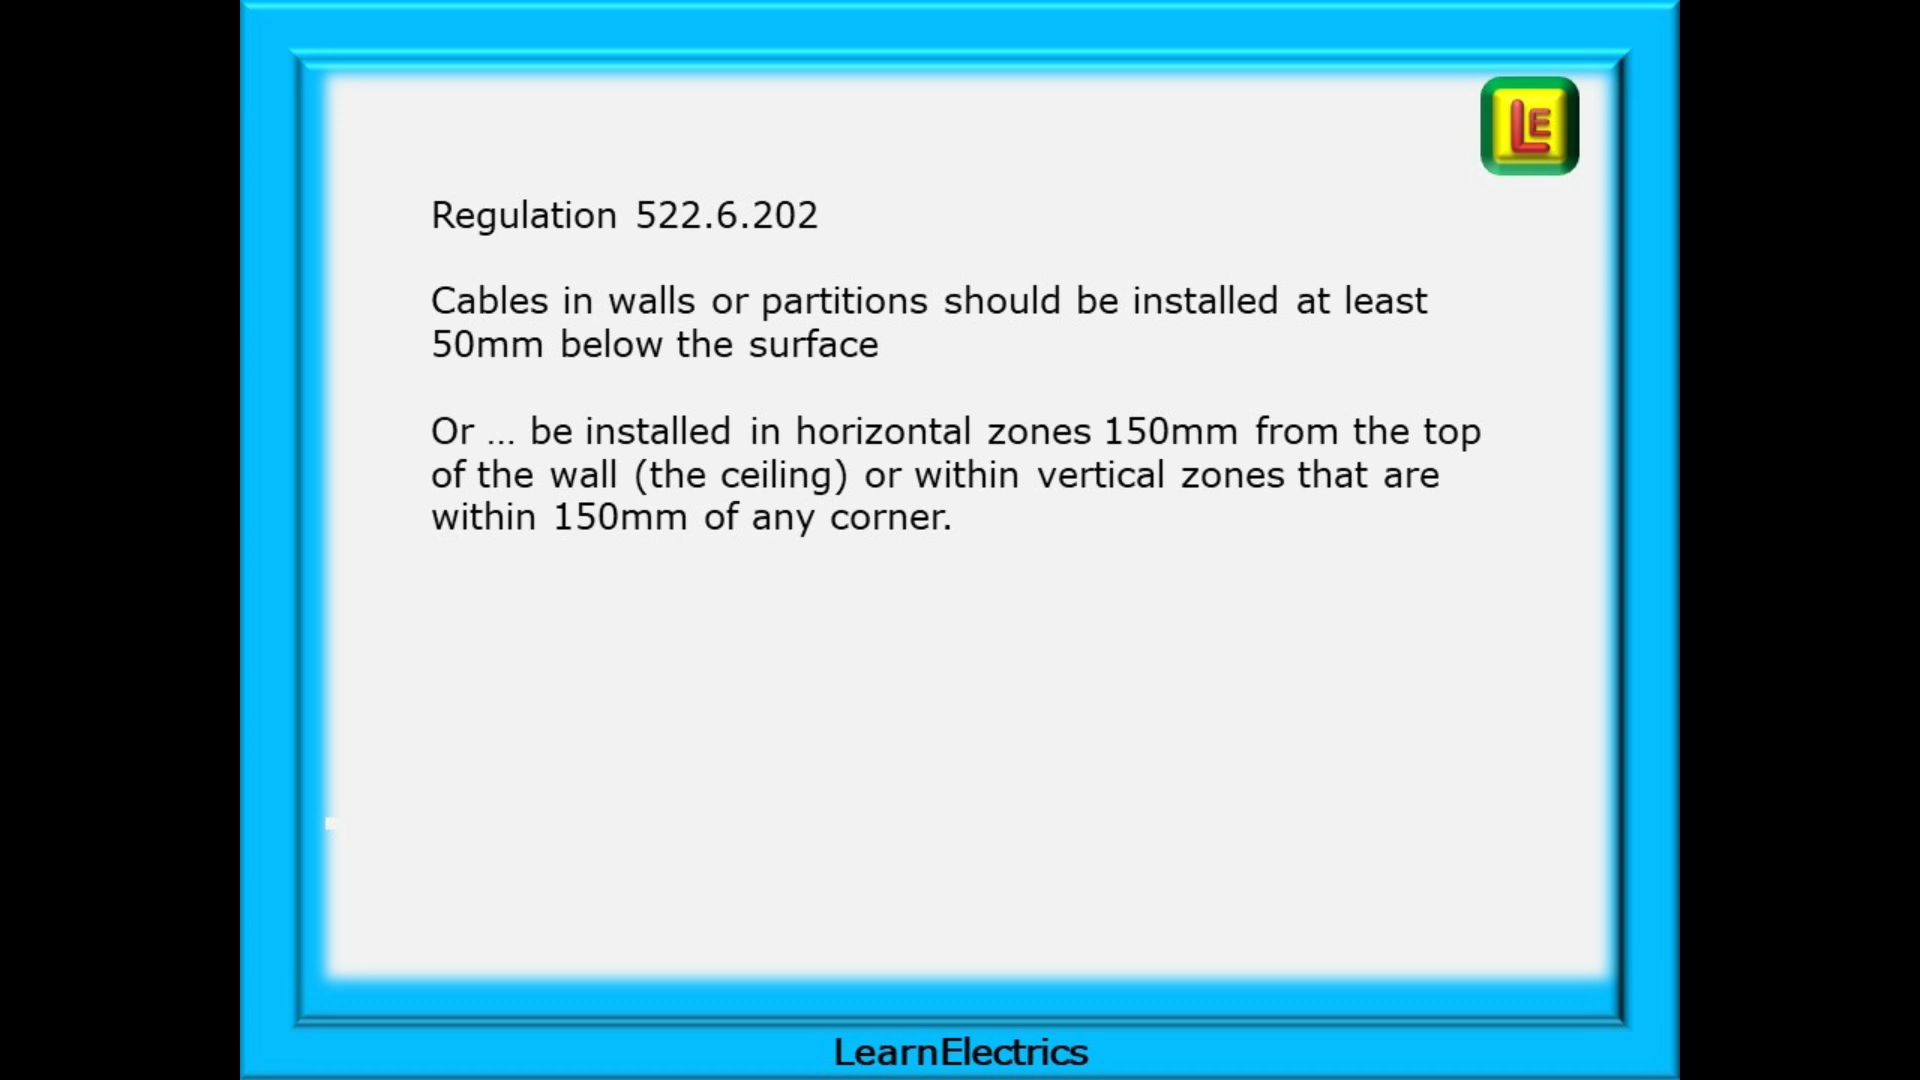 LE
Regulation 522.6.202
Cables in walls or partitions should be installed at least
50mm below the surface
Or ... be installed in horizontal zones 150mm from the top
of the wall (the ceiling) or within vertical zones that are
within 150mm of any corner.
LearnElectrics